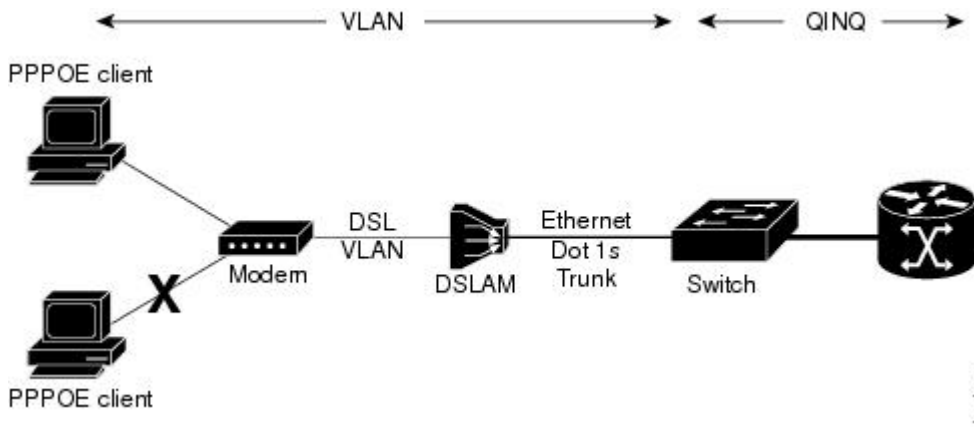 VLAN
QINQ
PPPOE client
DSL
VLAN
Ethernet
Dot 1s
Trunk
Modem
DSLAM
Switch
PPPOE client
X